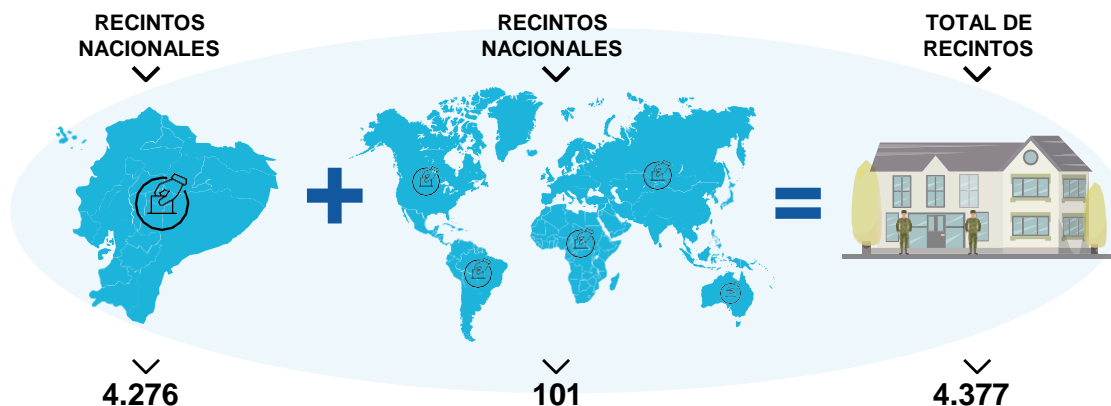 RECINTOS
NACIONALES
RECINTOS
NACIONALES
TOTAL DE
RECINTOS
4.276
101
4.377